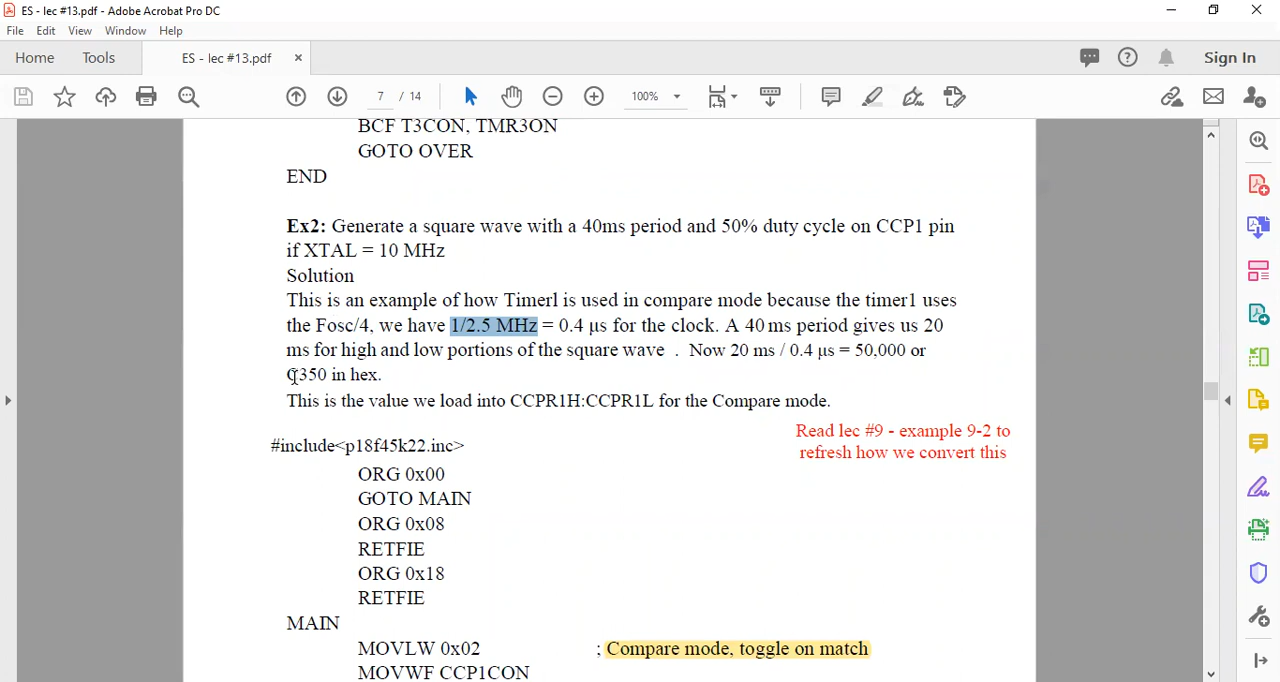 ES - lec #13.pdf - Adobe Acrobat Pro DC
File Edit View Window Help
Home Tools ES - lec #13.pdf × Sign In
7 / 14 100%
BCF T3CON, TMR3ON
GOTO OVER
END
Ex2: Generate a square wave with a 40ms period and 50% duty cycle on CCP1 pin
if XTAL = 10 MHz
Solution
This is an example of how Timerl is used in compare mode because the timer1 uses
the Fosc/4, we have 1/2.5 MHz = 0.4 μs for the clock. A 40 ms period gives us 20
ms for high and low portions of the square wave . Now 20 ms / 0.4 μs = 50,000 or
C350 in hex.
This is the value we load into CCPR1H:CCPR1L for the Compare mode.
Read lec #9 - example 9-2 to
refresh how we convert this
#include<p18f45k22.inc>
ORG 0x00
GOTO MAIN
ORG 0x08
RETFIE
ORG 0x18
RETFIE
MAIN
MOVLW 0x02 ; Compare mode, toggle on match
MOVWF CCP1CON